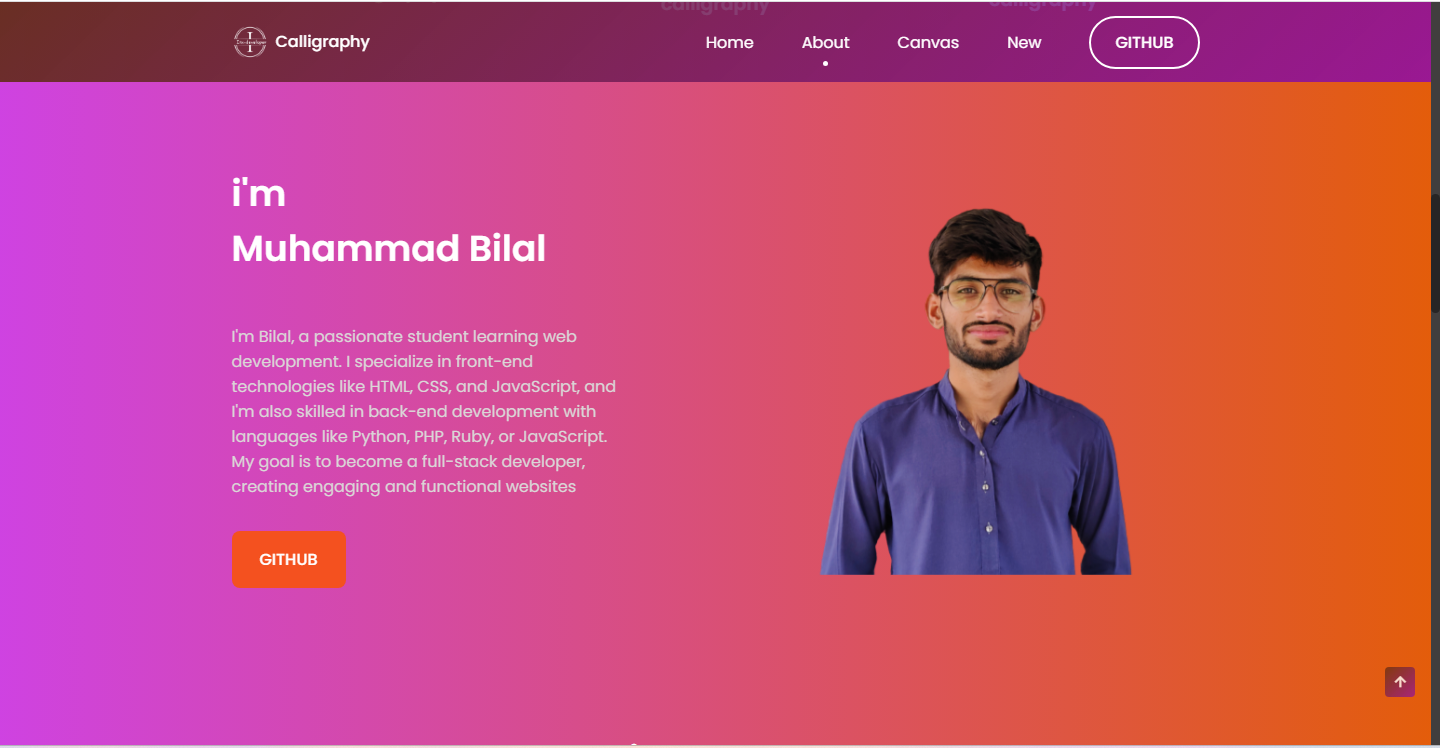 calligraphy
calligraphy
Calligraphy
Home
About
Canvas
New
GITHUB
i'm
Muhammad Bilal
I'm Bilal, a passionate student learning web
development. I specialize in front-end
technologies like HTML, CSS, and JavaScript, and
I'm also skilled in back-end development with
languages like Python, PHP, Ruby, or JavaScript.
My goal is to become a full-stack developer,
creating engaging and functional websites
GITHUB